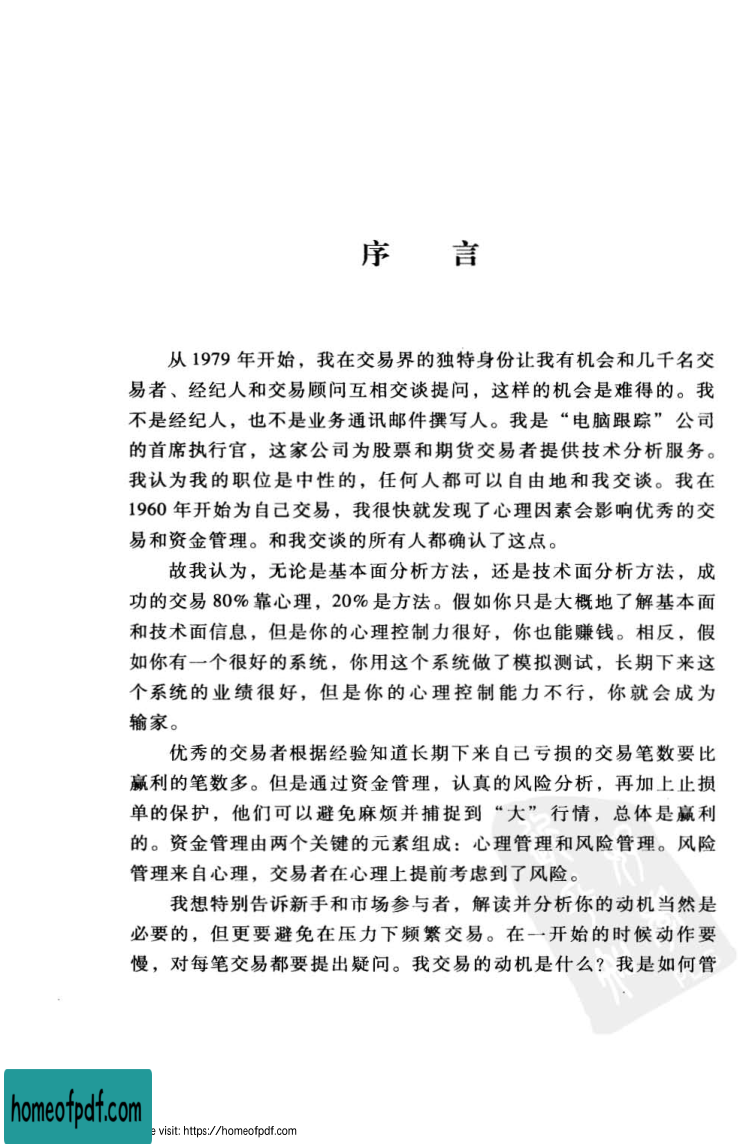 序 言
从 1979 年开始，我在交易界的独特身份让我有机会和几千名交
易者、经纪人和交易顾问互相交谈提问，这样的机会是难得的。我
不是经纪人，也不是业务通讯邮件撰写人。我是“电脑跟踪”公司
的首席执行官，这家公司为股票和期货交易者提供技术分析服务。
我认为我的职位是中性的，任何人都可以自由地和我交谈。我在
1960 年开始为自己交易，我很快就发现了心理因素会影响优秀的交
易和资金管理。和我交谈的所有人都确认了这点。
故我认为，无论是基本面分析方法，还是技术面分析方法，成
功的交易 80% 靠心理，20% 是方法。假如你只是大概地了解基本面
和技术面信息，但是你的心理控制力很好，你也能赚钱。相反，假
如你有一个很好的系统，你用这个系统做了模拟测试，长期下来这
个系统的业绩很好，但是你的心理控制能力不行，你就会成为
输家。
优秀的交易者根据经验知道长期下来自己亏损的交易笔数要比
赢利的笔数多。但是通过资金管理，认真的风险分析，再加上止损
单的保护，他们可以避免麻烦并捕捉到“大”行情，总体是赢利
的。资金管理由两个关键的元素组成：心理管理和风险管理。风险
管理来自心理，交易者在心理上提前考虑到了风险。
我想特别告诉新手和市场参与者，解读并分析你的动机当然是
必要的，但更要避免在压力下频繁交易。在一开始的时候动作要
慢，对每笔交易都要提出疑问。我交易的动机是什么？我是如何管
homeofpdf.com
e visit: https://homeofpdf.com